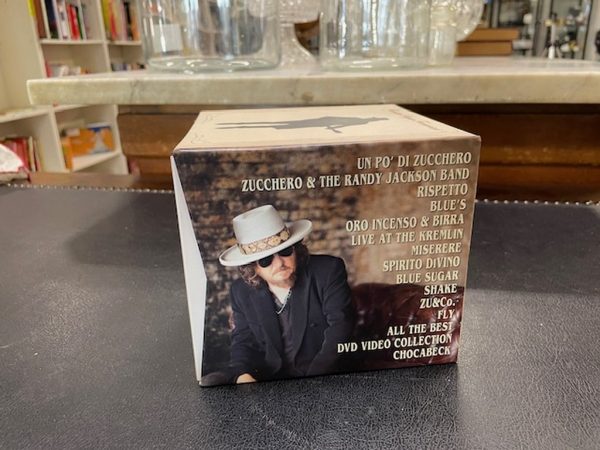 UN PO' DI ZUCCHERO
ZUCCHERO & THE RANDY JACKSON BAND
RISPETTO
BLUE'S
ORO INCENSO & BIRRA
LIVE AT THE KREMLIN
MISERERE
SPIRITO DIVINO
BLUE SUGAR
SHAKE
ZU&Co.
FLY
ALL THE BEST
DVD VIDEO COLLECTION
CHOCABECK